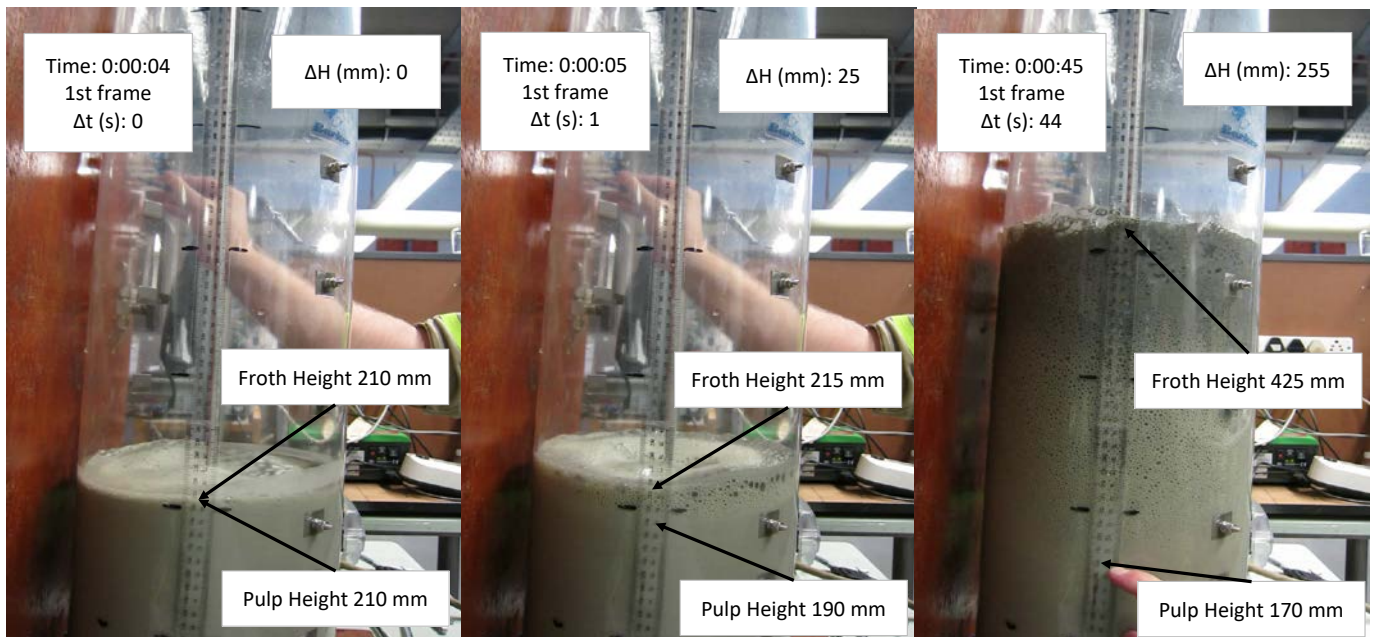 Time: 0:00:04
1st frame
Δt (s): 0
ΔH (mm): 0
Froth Height 210 mm
Pulp Height 210 mm
Time: 0:00:05
1st frame
Δt (s): 1
ΔH (mm): 25
Froth Height 215 mm
Pulp Height 190 mm
Time: 0:00:45
1st frame
Δt (s): 44
ΔH (mm): 255
Froth Height 425 mm
Pulp Height 170 mm